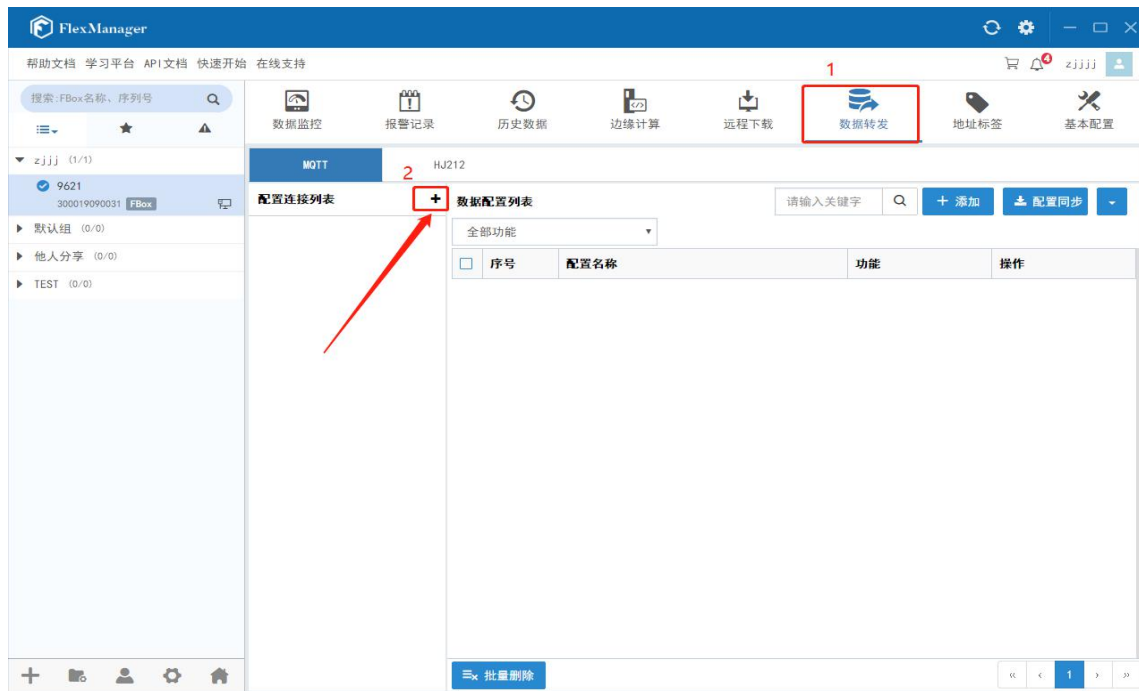 FlexManager
帮助文档 学习平台 API文档 快速开始 在线支持
4
zjjjj
1
搜索:FBox名称、序列号
数据监控
报警记录
历史数据
边缘计算
远程下载
数据转发
地址标签
基本配置
zjjj (1/1)
9621
300019090031 FBox
默认组 (0/0)
他人分享 (0/0)
TEST (0/0)
MQTT
HJ212
2
配置连接列表
+
数据配置列表
请输入关键字
+ 添加
配置同步
全部功能
序号
配置名称
功能
操作
批量删除
« ‹ 1 › »